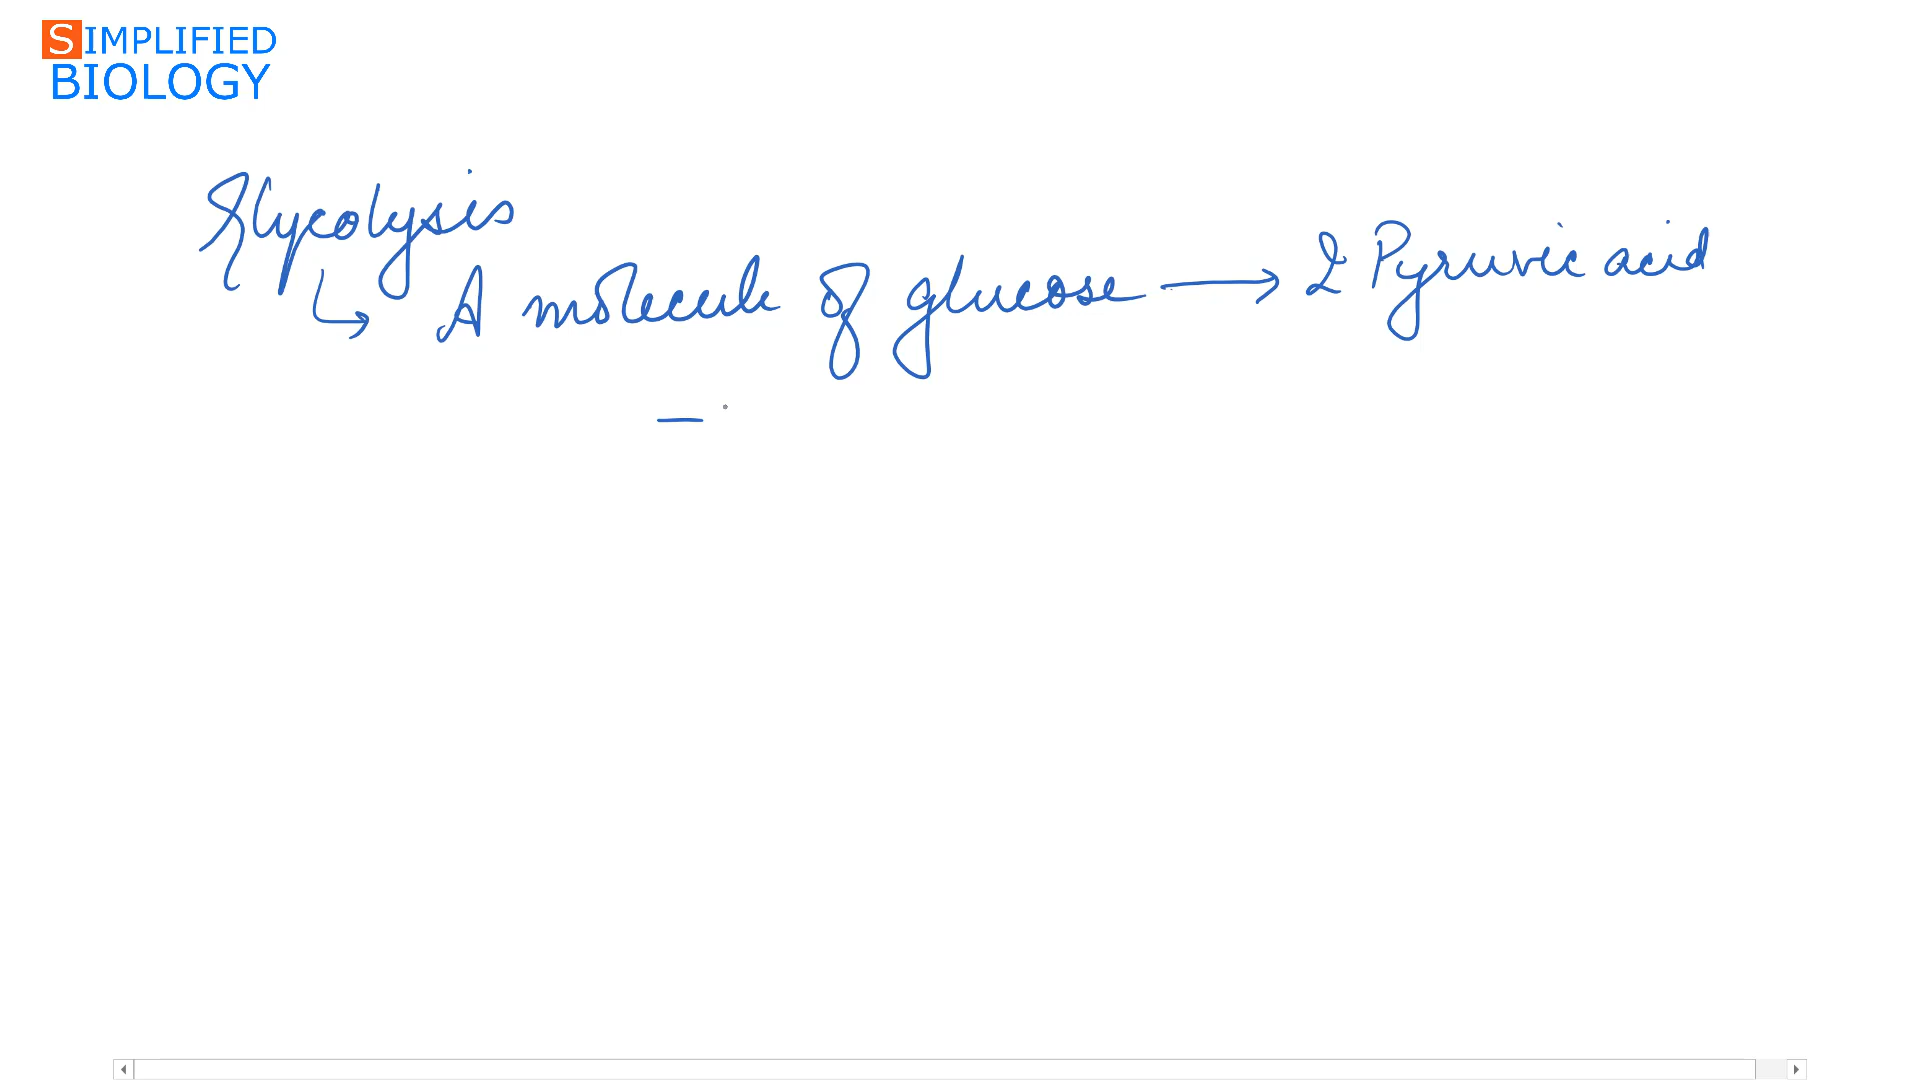 SIMPLIFIED
BIOLOGY
Glycolysis
↳ A molecule of glucose ⟶ 2 Pyruvic acid
—